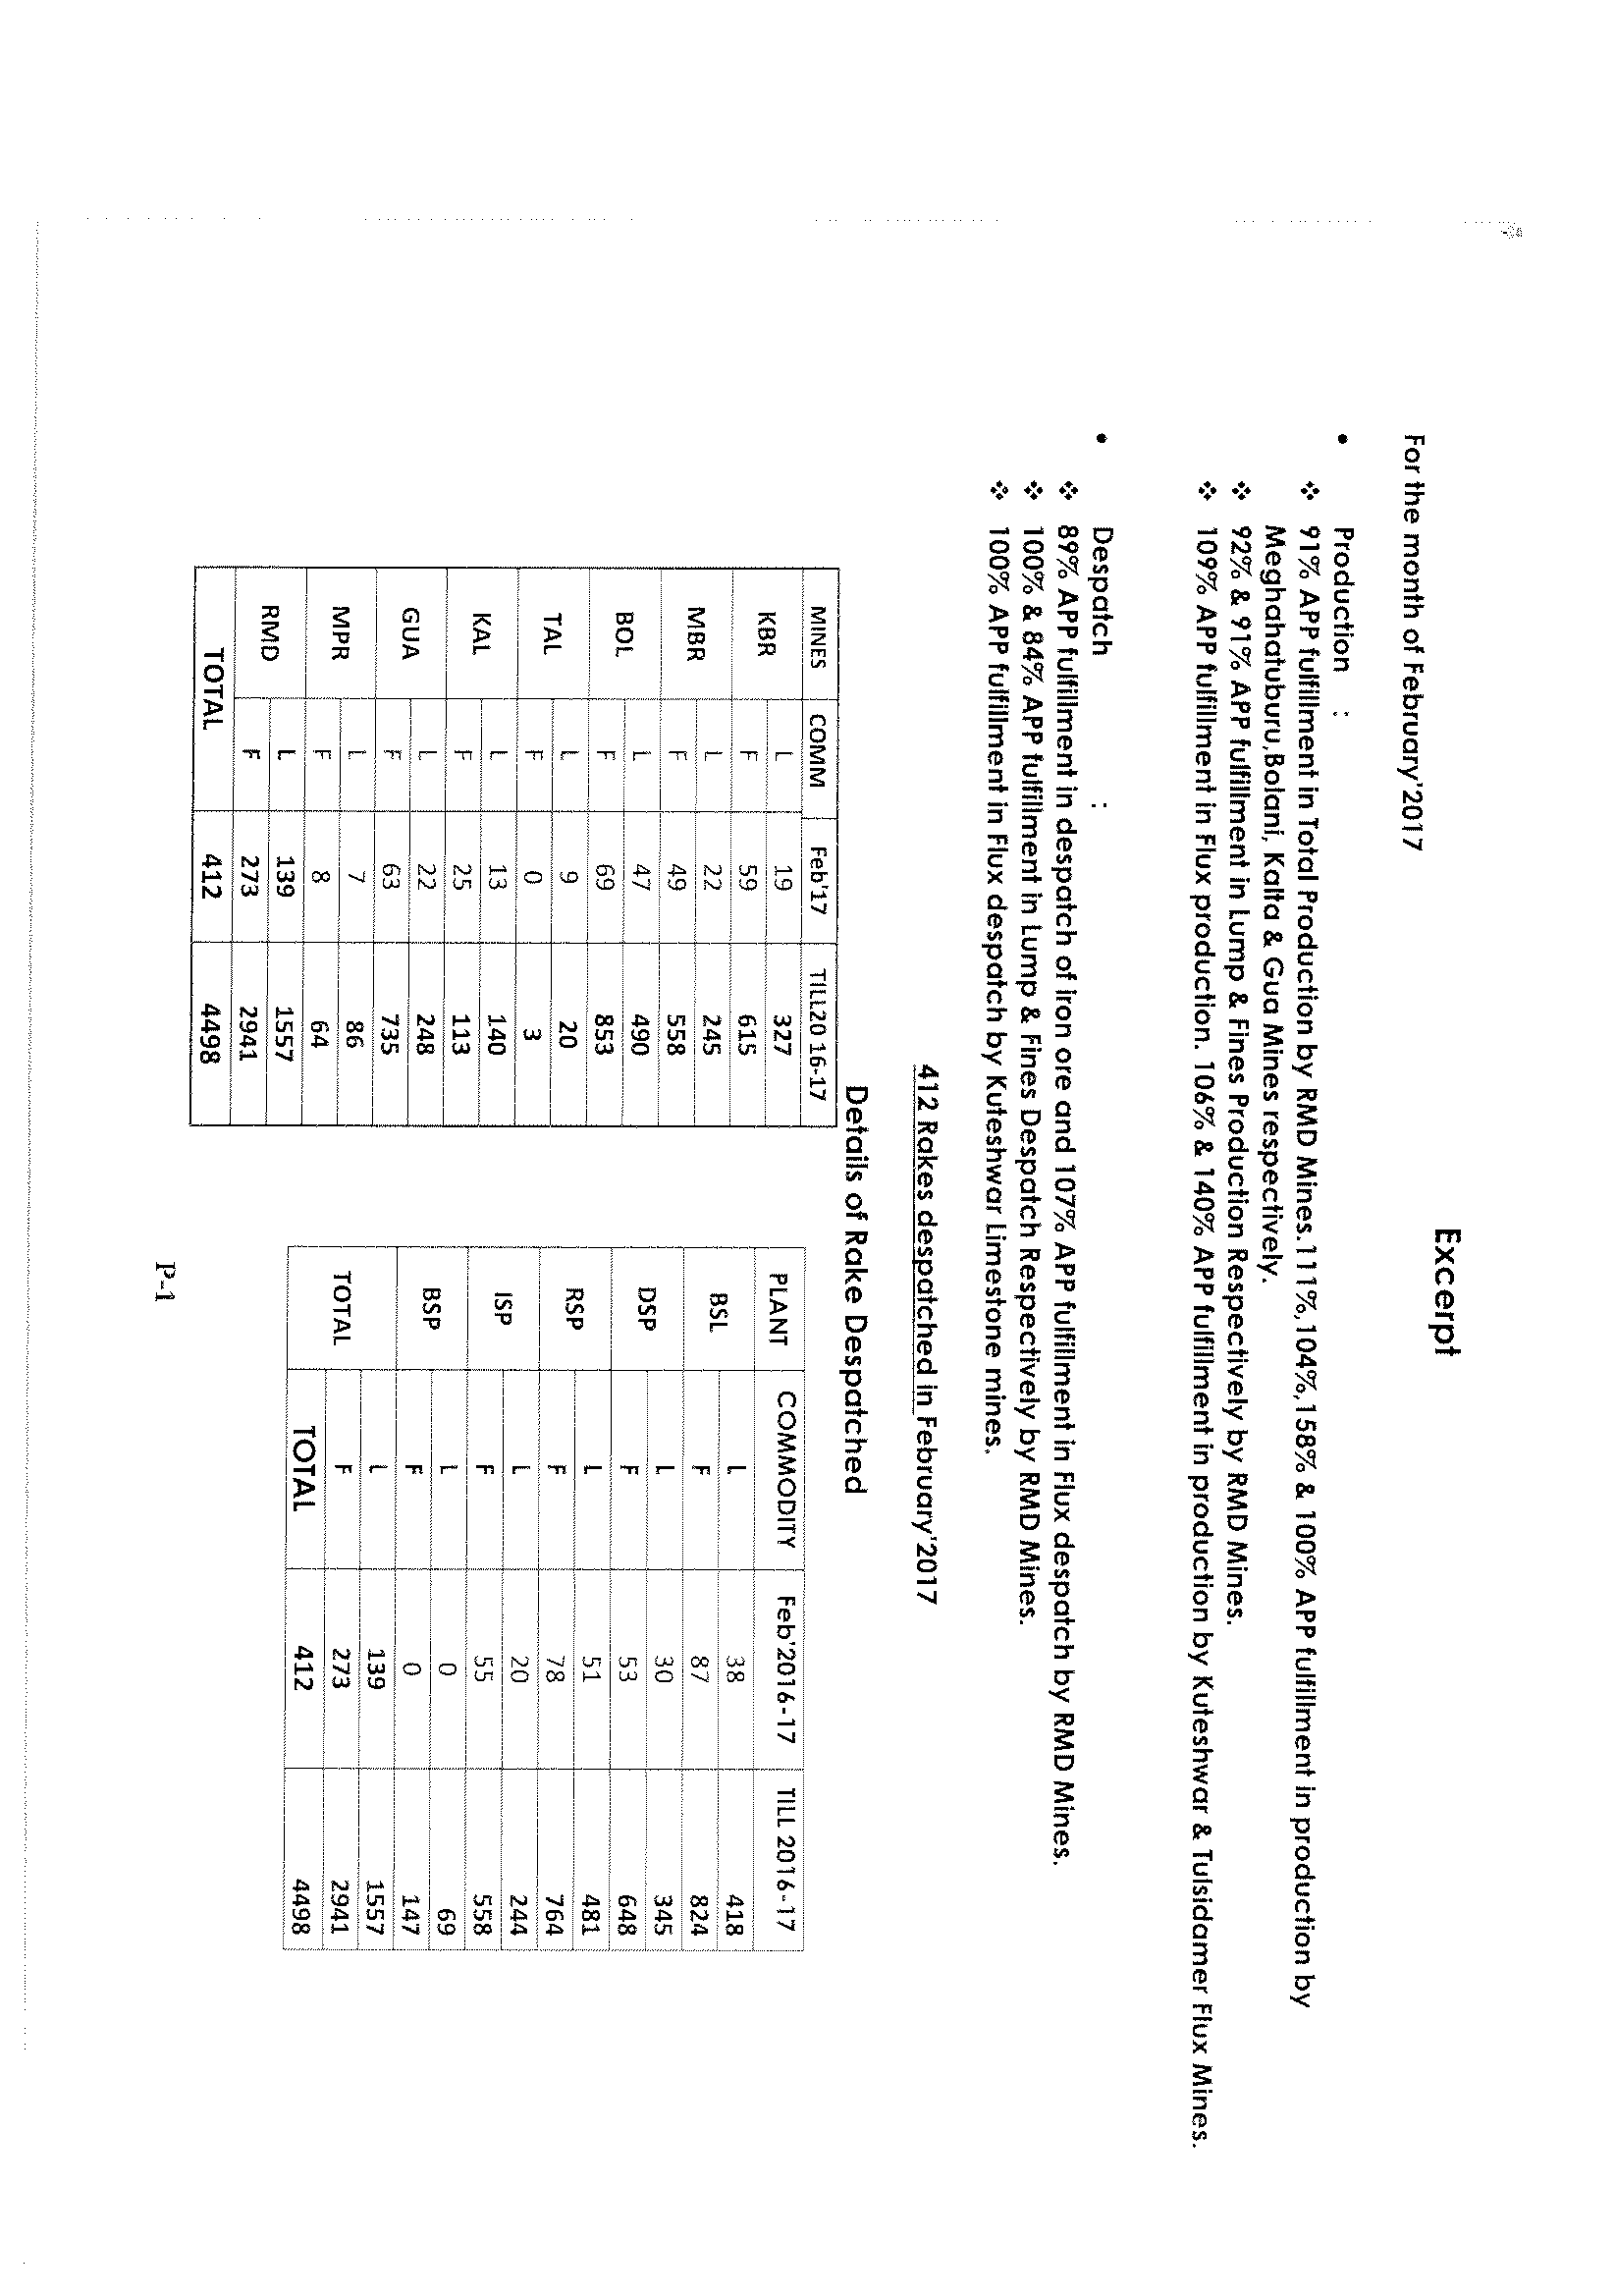 Excerpt
For the month of February'2017
• Production :
❖ 91% APP fulfillment in Total Production by RMD Mines.111%,104%,158% & 100% APP fulfillment in production by
Meghahatuburu,Bolani, Kalta & Gua Mines respectively.
❖ 92% & 91% APP fulfillment in Lump & Fines Production Respectively by RMD Mines.
❖ 109% APP fulfillment in Flux production. 106% & 140% APP fulfillment in production by Kuteshwar & Tulsidamer Flux Mines.
• Despatch :
❖ 89% APP fulfillment in despatch of iron ore and 107% APP fulfillment in Flux despatch by RMD Mines.
❖ 100% & 84% APP fulfillment in Lump & Fines Despatch Respectively by RMD Mines.
❖ 100% APP fulfillment in Flux despatch by Kuteshwar Limestone mines.
412 Rakes despatched in February'2017
Details of Rake Despatched
MINES COMM Feb'17 TILL20 16-17
KBR L 19 327
F 59 615
MBR L 22 245
F 49 558
BOL L 47 490
F 69 853
TAL L 9 20
F 0 3
KAL L 13 140
F 25 113
GUA L 22 248
F 63 735
MPR L 7 86
F 8 64
RMD L 139 1557
F 273 2941
TOTAL 412 4498
PLANT COMMODITY Feb'2016-17 TILL 2016-17
BSL L 38 418
F 87 824
DSP L 30 345
F 53 648
RSP L 51 481
F 78 764
ISP L 20 244
F 55 558
BSP L 0 69
F 0 147
TOTAL L 139 1557
F 273 2941
TOTAL 412 4498
P-1